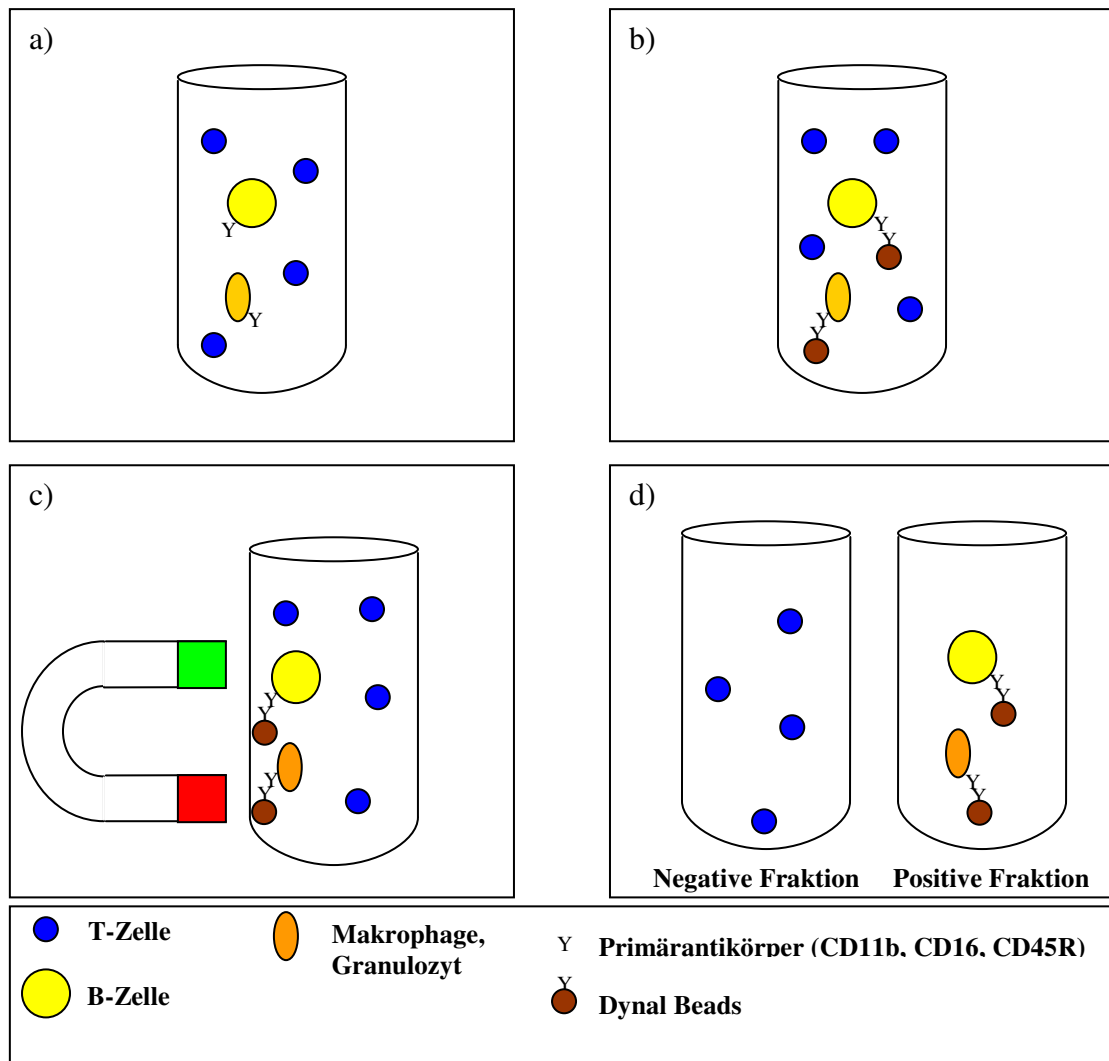 a)
b)
c)
d)
Negative Fraktion
Positive Fraktion
T-Zelle
B-Zelle
Makrophage,
Granulozyt
Y Primärantikörper (CD11b, CD16, CD45R)
Y Dynal Beads